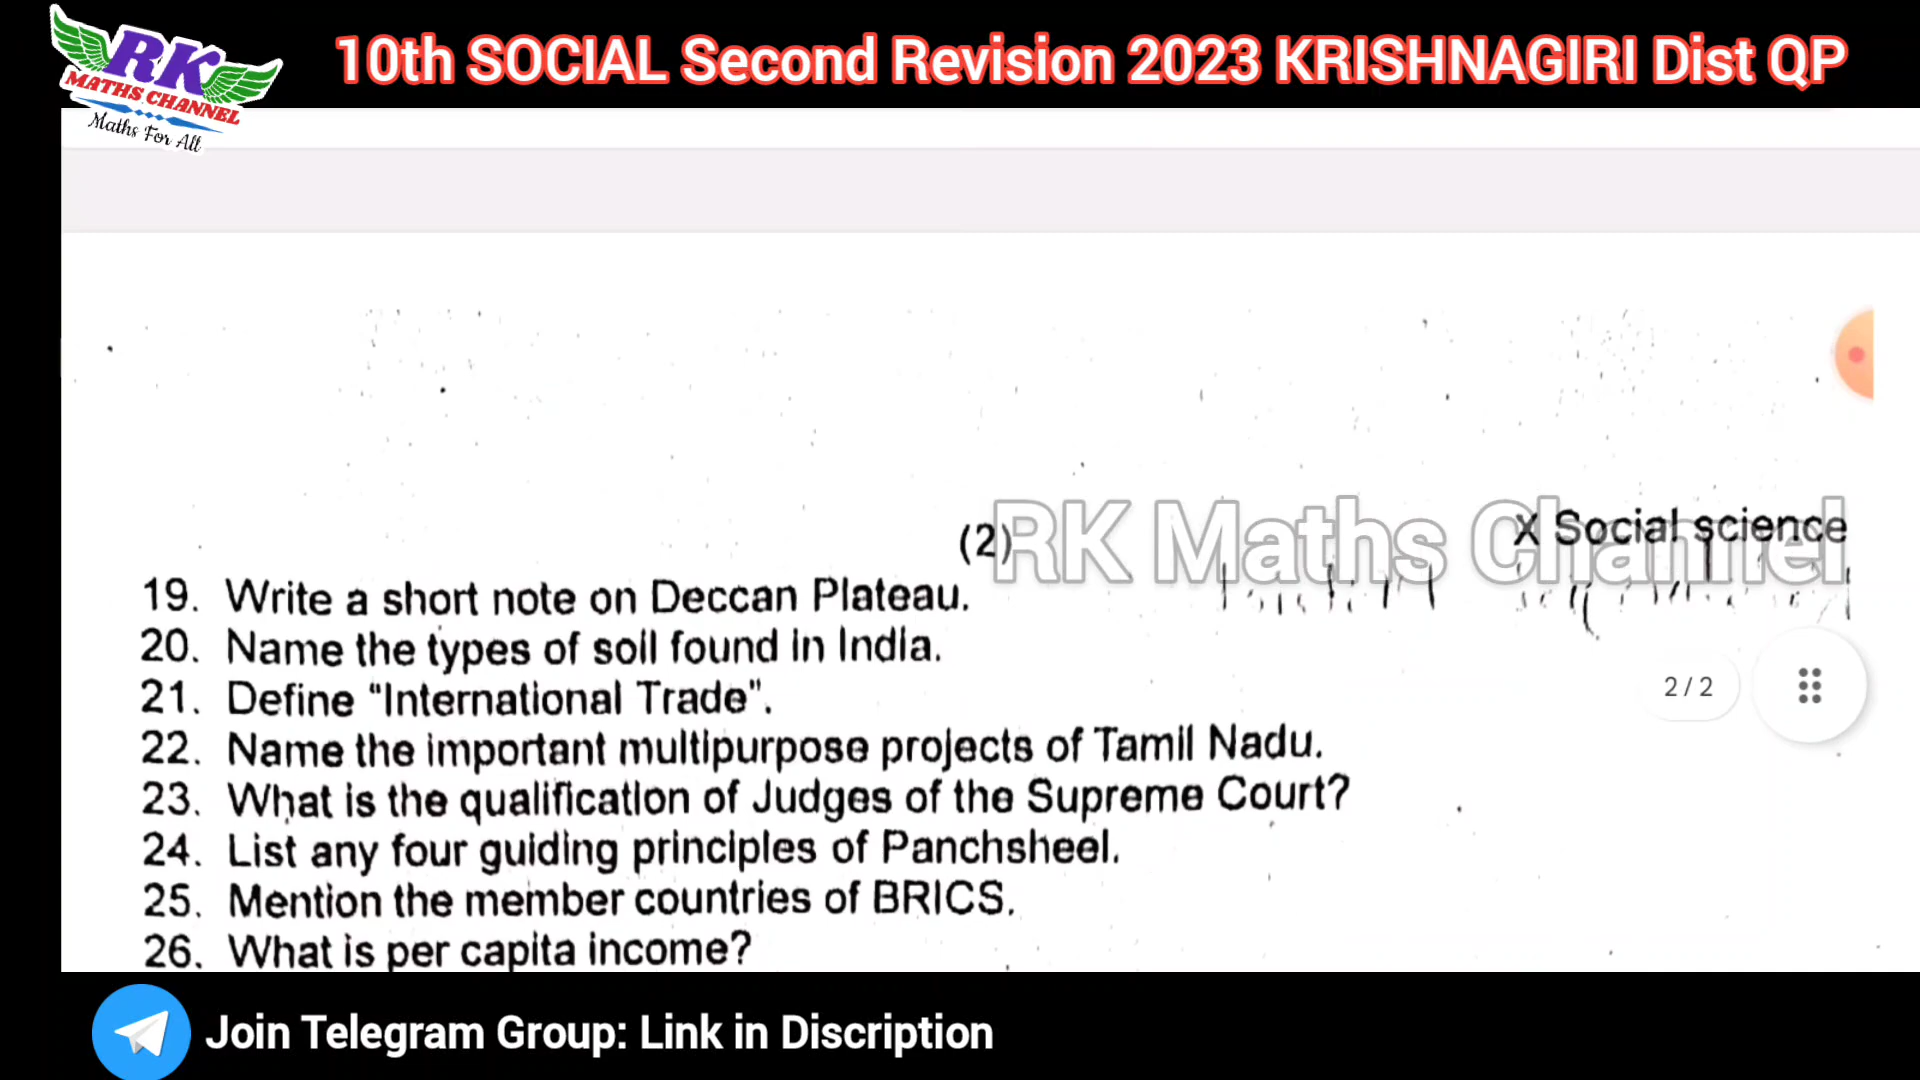 RK
MATHS CHANNEL
Maths For All
10th SOCIAL Second Revision 2023 KRISHNAGIRI Dist QP
(2)
X Social science
RK Maths Channel
19. Write a short note on Deccan Plateau.
20. Name the types of soil found in India.
2 / 2
21. Define “International Trade”.
22. Name the important multipurpose projects of Tamil Nadu.
23. What is the qualification of Judges of the Supreme Court?
24. List any four guiding principles of Panchsheel.
25. Mention the member countries of BRICS.
26. What is per capita income?
Join Telegram Group: Link in Discription